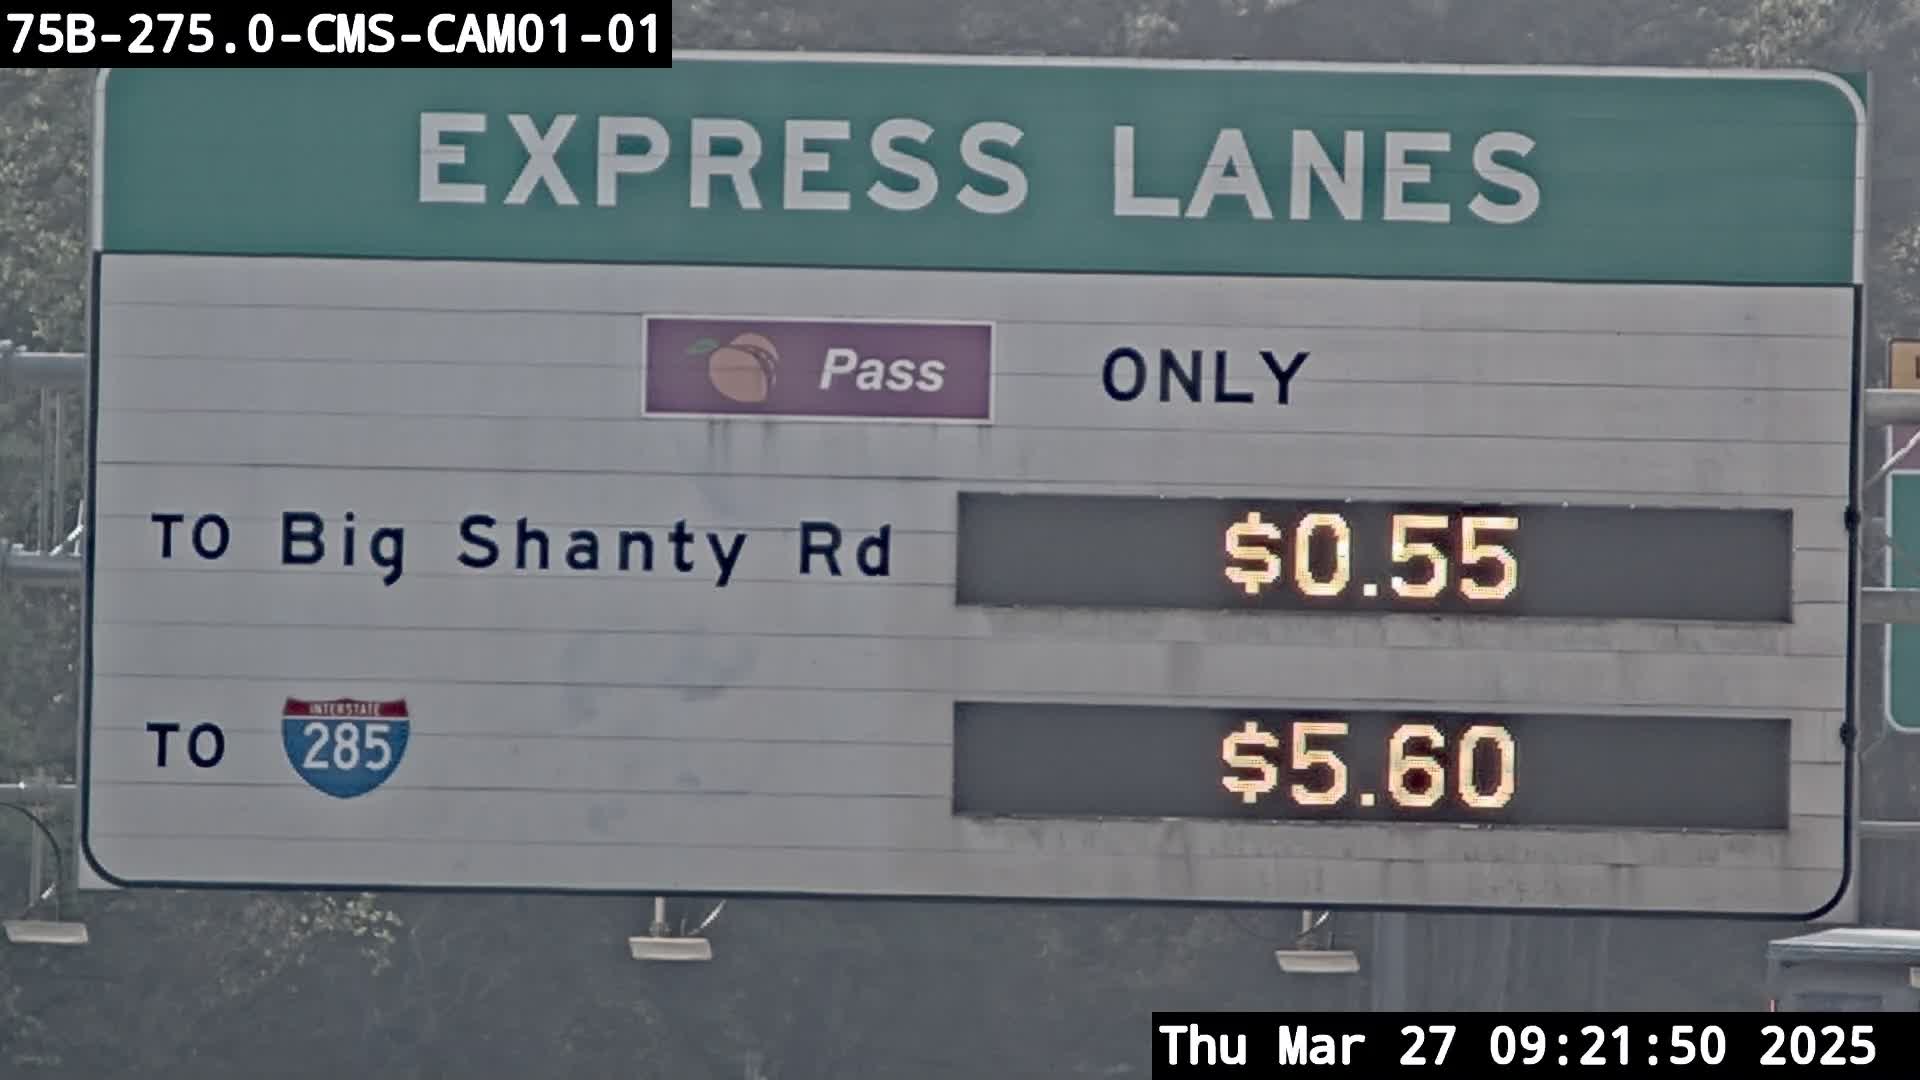 75B-275.0-CMS-CAM01-01
EXPRESS LANES
Pass ONLY
TO Big Shanty Rd $0.55
INTERSTATE
TO 285 $5.60
Thu Mar 27 09:21:50 2025